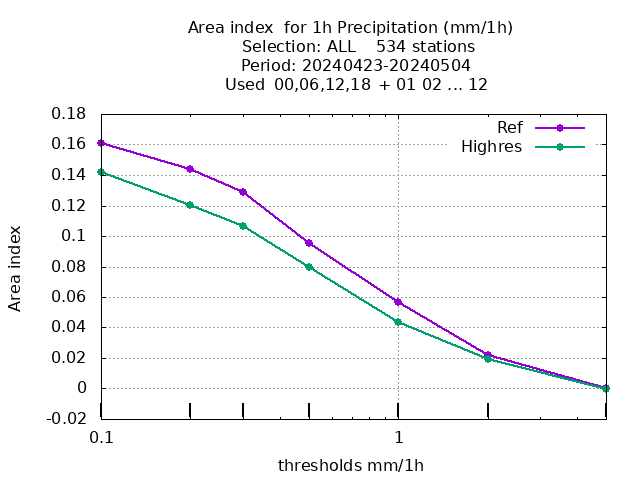 Area index  for 1h Precipitation (mm/1h)
Selection: ALL    534 stations
Period: 20240423-20240504
Used  00,06,12,18 + 01 02 ... 12
Ref
Highres
0.18
0.16
0.14
0.12
0.1
0.08
0.06
0.04
0.02
0
-0.02
Area index
0.1 1
thresholds mm/1h